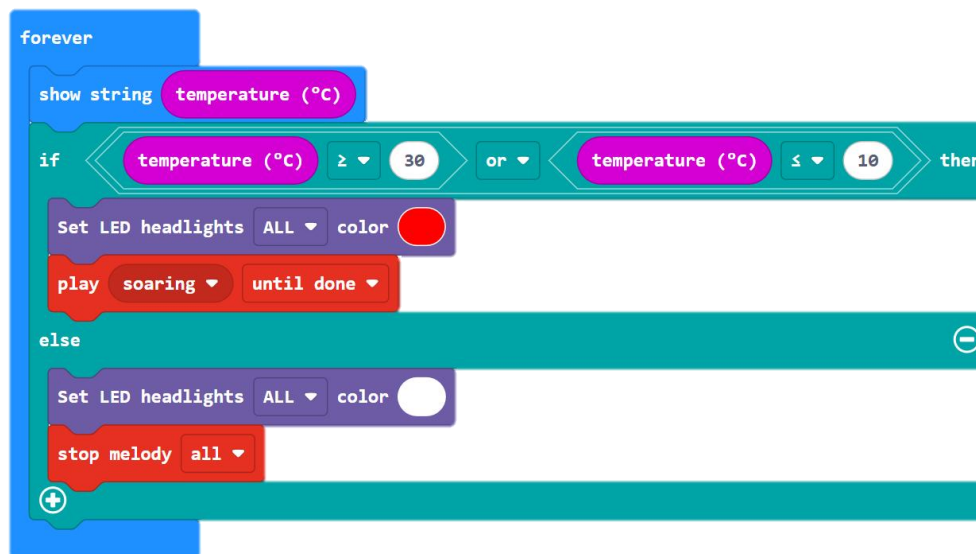 forever
show string temperature (°C)
if temperature (°C) ≥ 30 or temperature (°C) ≤ 10 then
Set LED headlights ALL color
play soaring until done
else
Set LED headlights ALL color
stop melody all